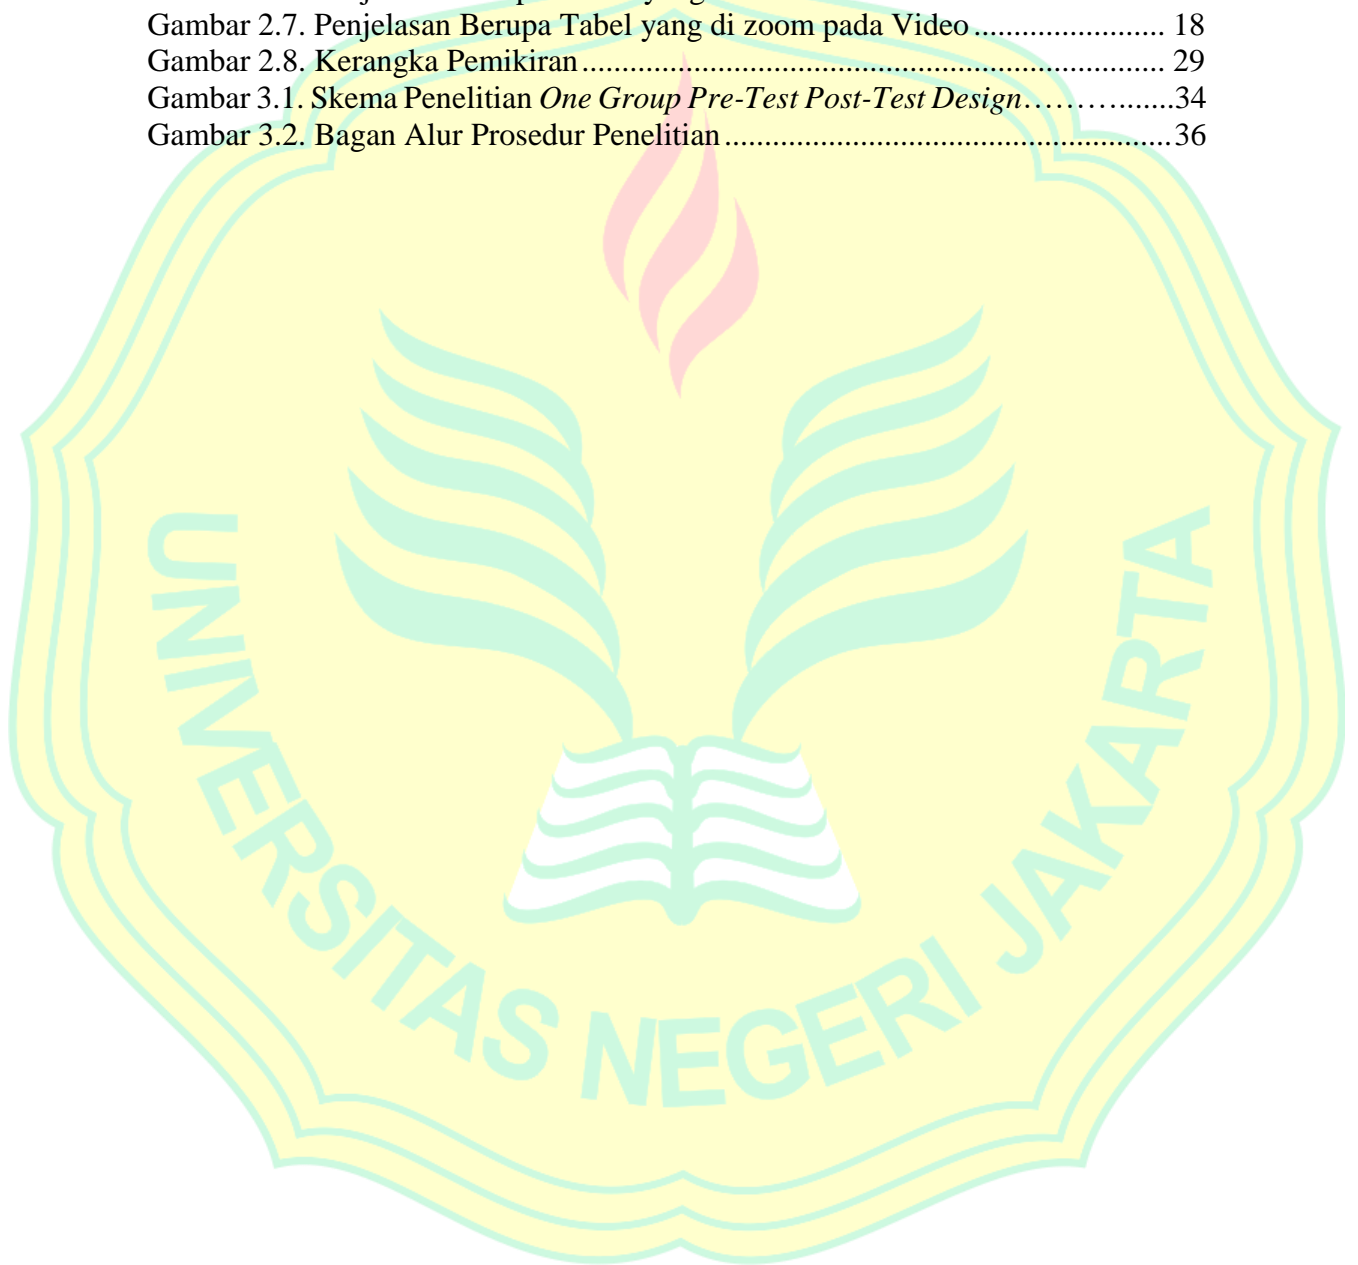 yang
Gambar 2.7. Penjelasan Berupa Tabel yang di zoom pada Video........................ 18
Gambar 2.8. Kerangka Pemikiran......................................................................... 29
Gambar 3.1. Skema Penelitian One Group Pre-Test Post-Test Design……….......34
Gambar 3.2. Bagan Alur Prosedur Penelitian........................................................36
UNIVERSITAS NEGERI JAKARTA